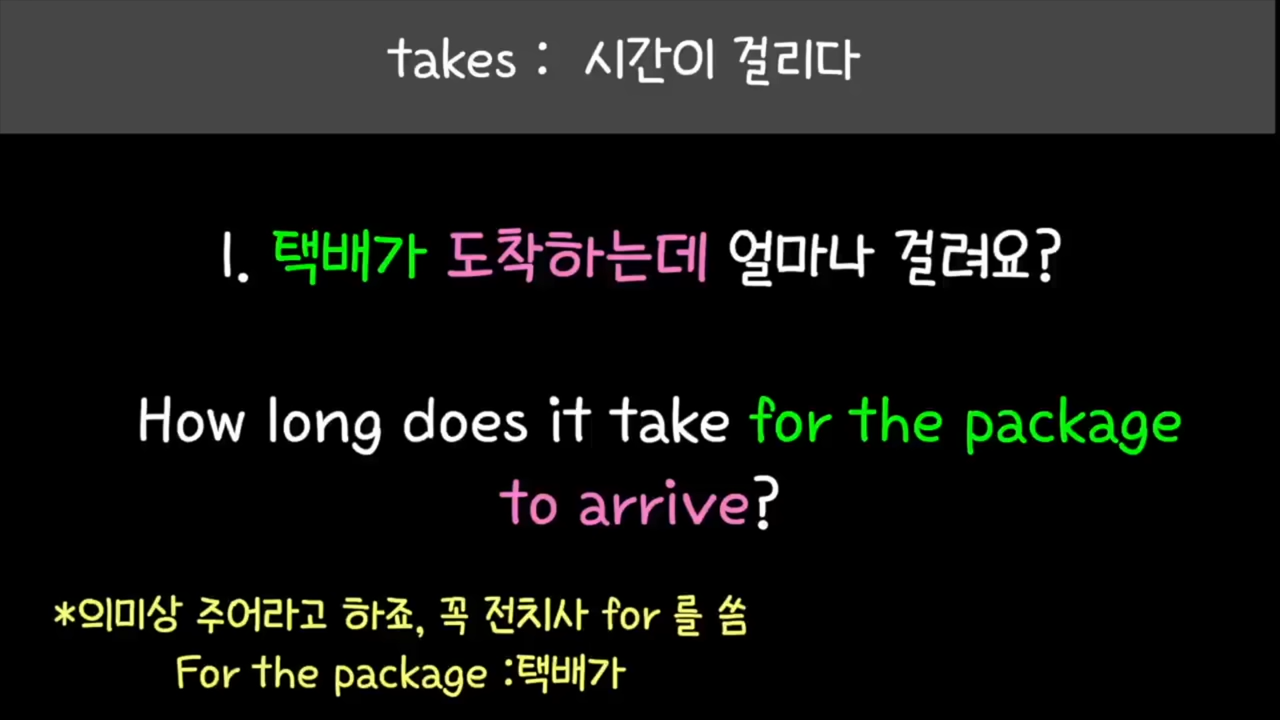 takes : 시간이 걸리다
1. 택배가 도착하는데 얼마나 걸려요?
How long does it take for the package
to arrive?
*의미상 주어라고 하죠, 꼭 전치사 for 를 씀
For the package :택배가